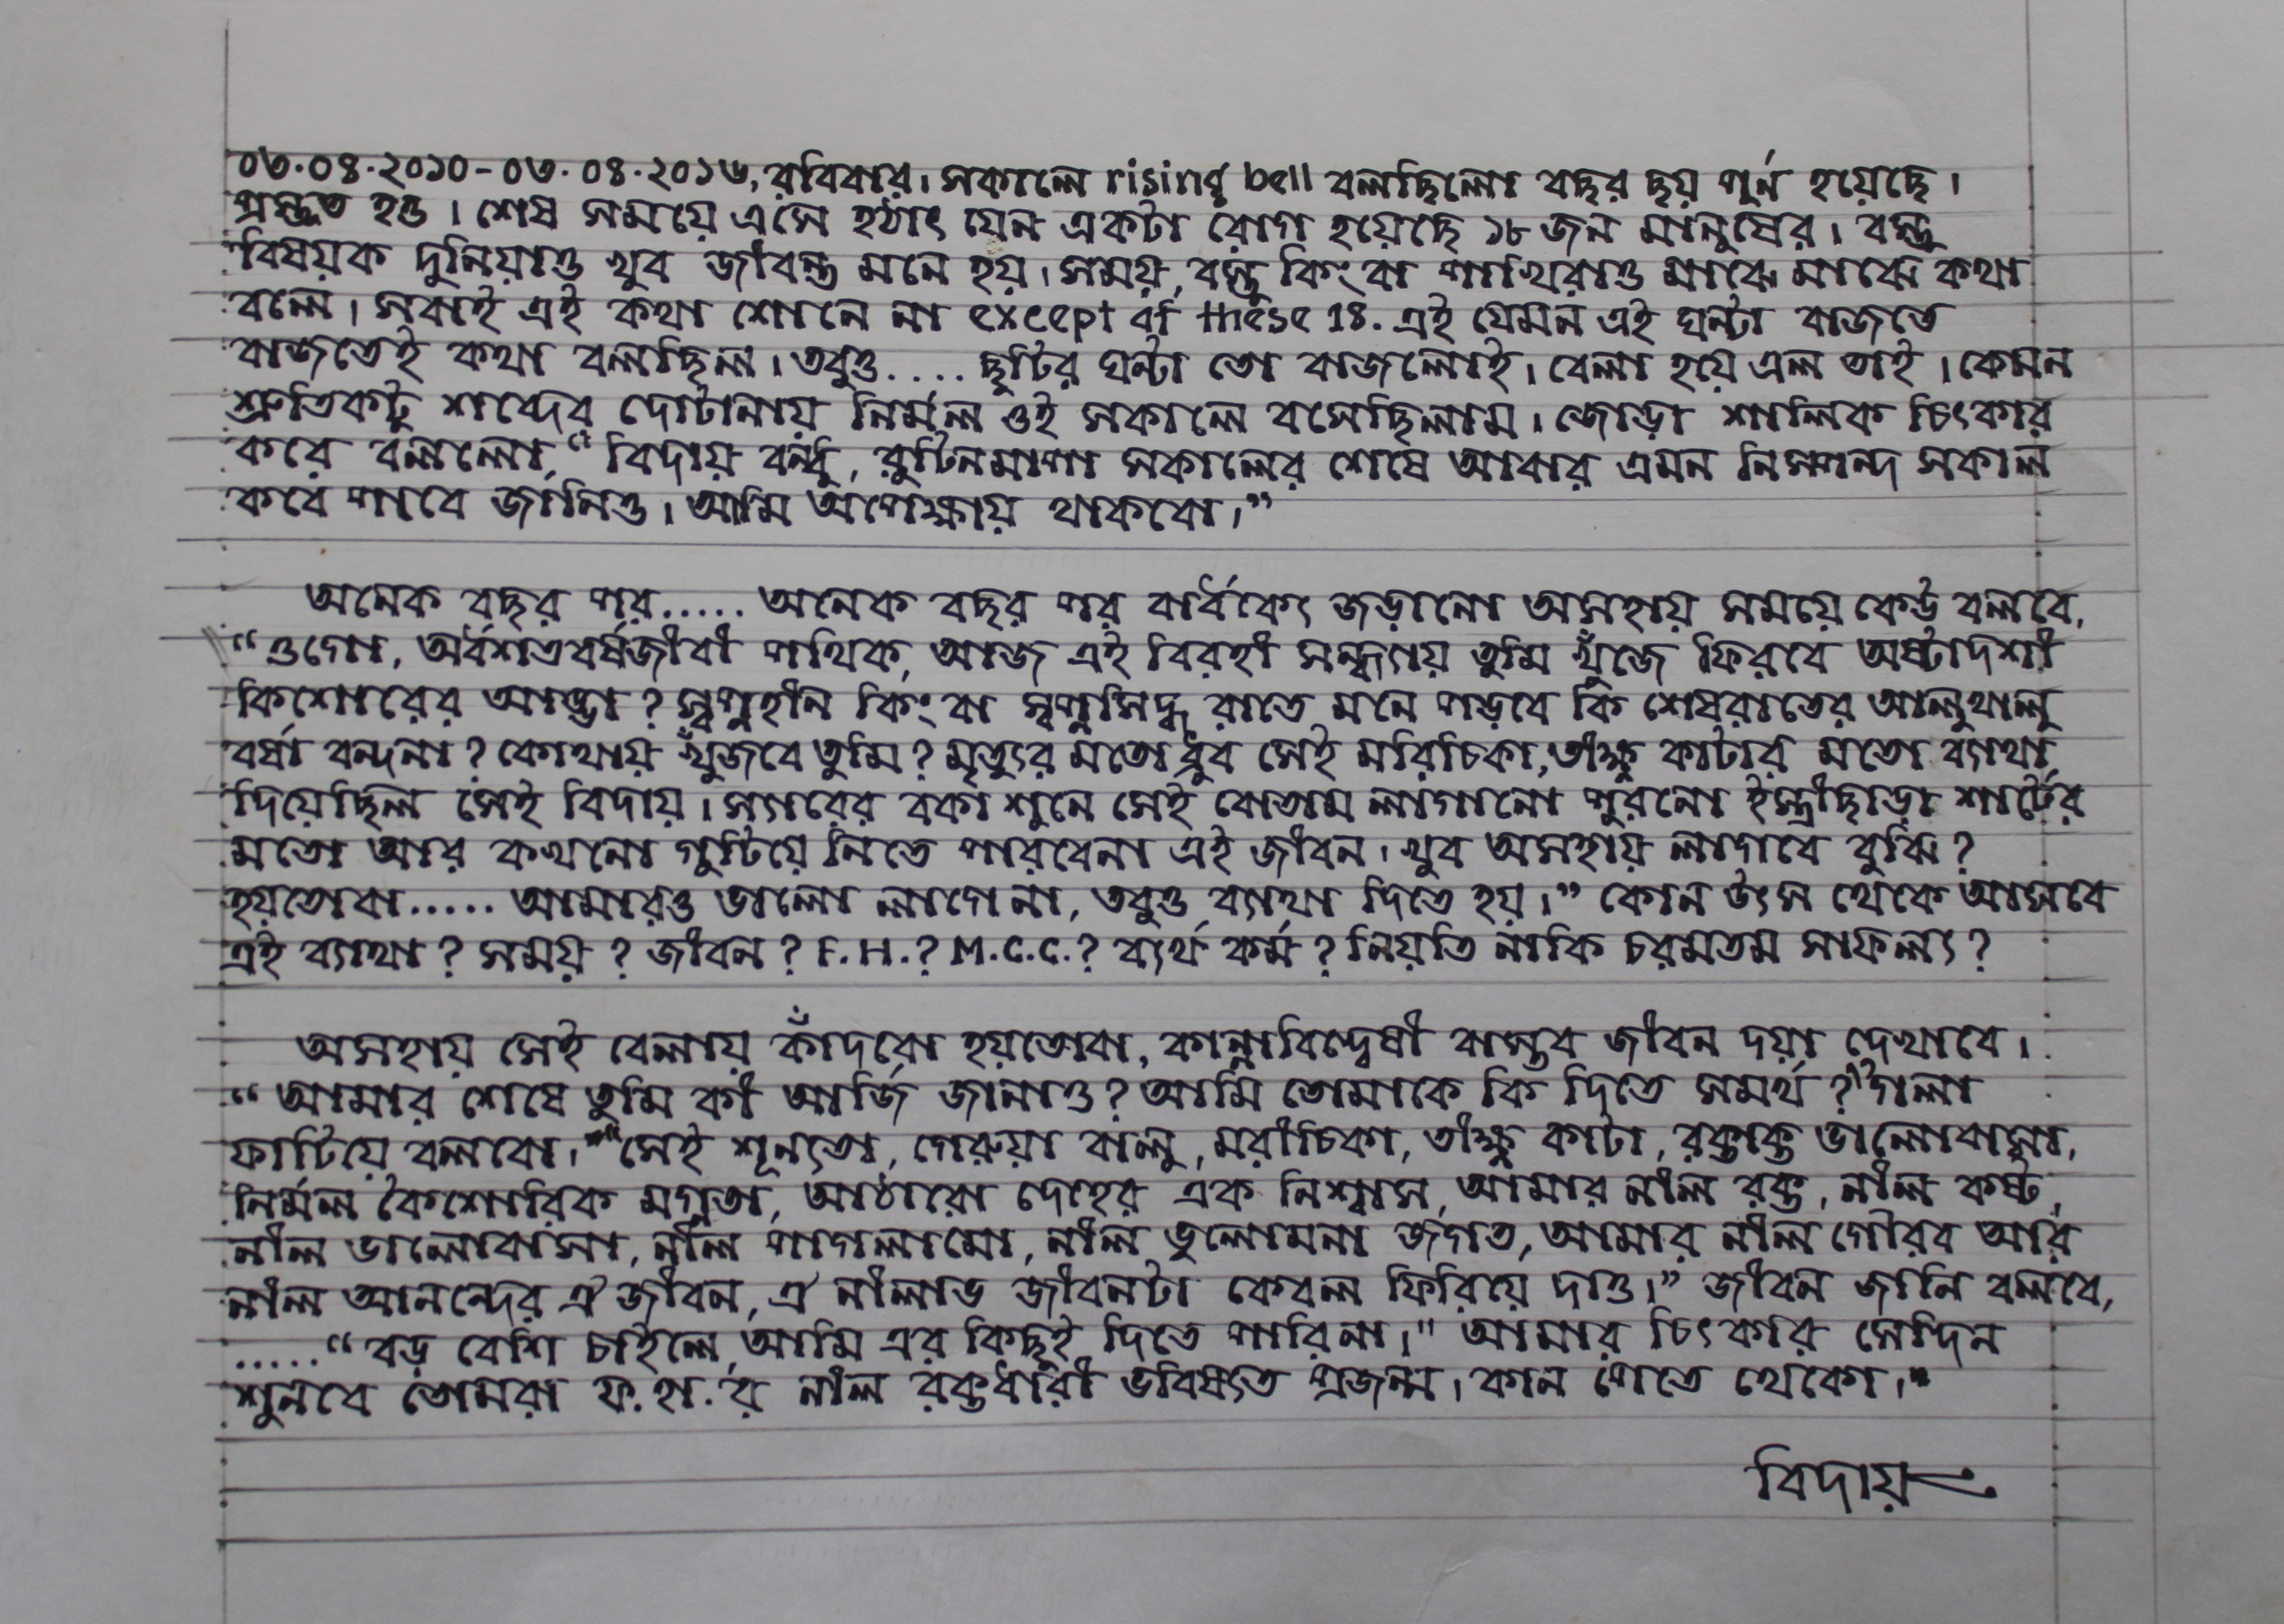 ০৩.০৪.২০১০-০৩.০৪.২০১৬, রবিবার। সকালে rising bell বলছিলো বছর ছয় পূর্ন হয়েছে।
প্রস্তুত হও। শেষ সময়ে এসে হঠাৎ যেন একটা রোগ হয়েছে ১৮ জন মানুষের। বস্তু
বিষয়ক দুনিয়াও খুব জীবন্ত মনে হয়। সময়, বস্তু কিংবা পাখিরাও মাঝে মাঝে কথা
বলে। সবাই এই কথা শোনে না except of these 18. এই যেমন এই ঘন্টা বাজতে
বাজতেই কথা বলছিল। তবুও..... ছুটির ঘন্টা তো বাজলোই। বেলা হয়ে এল তাই। কেমন
শ্রুতিকটু শব্দের দোটানায় নির্মল ওই সকালে বসেছিলাম। জোড়া শালিক চিৎকার
করে বললো, “বিদায় বন্ধু, রুটিনমাপা সকালের শেষে আবার এমন নিস্পন্দ সকাল
কবে পাবে জানিও। আমি অপেক্ষায় থাকবো।”
অনেক বছর পর..... অনেক বছর পর বার্ধক্যে জড়ানো অসহায় সময়ে কেউ বলবে,
“ওগো, অর্ধশতবর্ষজীবী পথিক, আজ এই বিরহী সন্ধ্যায় তুমি খুঁজে ফিরবে অষ্টাদশী
কিশোরের আড্ডা? স্বপ্নহীন কিংবা স্বপ্নসিদ্ধ রাতে মনে পড়বে কি শেষরাতের আলুথালু
বর্ষা বন্দনা? কোথায় খুঁজবে তুমি? মৃত্যুর মতো ধ্রুব সেই মরিচিকা, তীক্ষ্ণ কাটার মতো ব্যাথা
দিয়েছিল সেই বিদায়। স্যারের বকা শুনে সেই বোতাম লাগানো পুরনো ইস্ত্রীছাড়া শার্টের
মতো আর কখনো গুটিয়ে নিতে পারবেনা এই জীবন। খুব অসহায় লাগবে বুঝি?
হয়তোবা..... আমারও ভালো লাগেনা, তবুও ব্যাথা দিতে হয়।” কোন উৎস থেকে আসবে
এই ব্যাথা? সময়? জীবন? F.H.? M.C.C.? ব্যর্থ কর্ম? নিয়তি নাকি চরমতম সাফল্য?
অসহায় সেই বেলায় কাঁদবো হয়তোবা, কান্নাবিদ্বেষী বাস্তব জীবন দয়া দেখাবে।
“আমার শেষে তুমি কী আর্জি জানাও? আমি তোমাকে কি দিতে সমর্থ?” গলা
ফাটিয়ে বলবো। “সেই শূন্যতা, গেরুয়া বালু, মরীচিকা, তীক্ষ্ণ কাটা, রক্তাক্ত ভালোবাসা,
নির্মল কৈশোরিক মগ্নতা, আঠারো দেহের এক নিশ্বাস, আমার নীল রক্ত, নীল কষ্ট,
নীল ভালোবাসা, নীল পাগলামো, নীল ভুলোমনা জগত, আমার নীল গৌরব আর
নীল আনন্দের ঐ জীবন, ঐ নীলাভ জীবনটা কেবল ফিরিয়ে দাও।” জীবন জানি বলবে,
.....“বড় বেশি চাইলে, আমি এর কিছুই দিতে পারিনা।" আমার চিৎকার সেদিন
শুনবে তোমরা ফ.হা.র নীল রক্তধারী ভবিষ্যত প্রজন্ম। কান পেতে থেকো।"
বিদায়